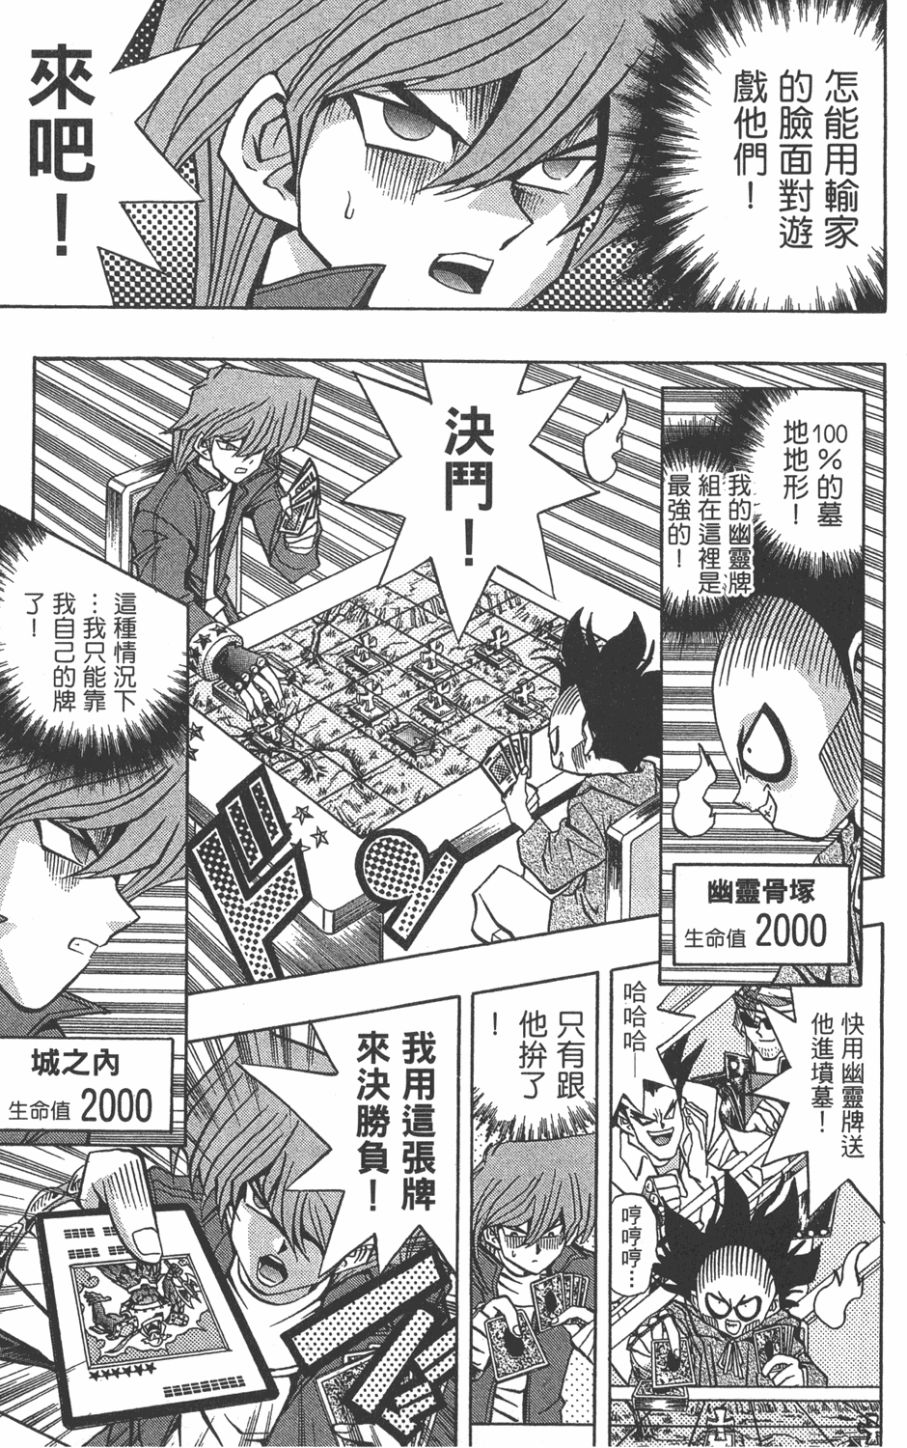 怎能用輸家
的臉面對遊
戲他們！
來吧！
100%的墓
地地形！
我的幽靈牌
組在這裡是
最強的！
幽靈骨塚
生命值 2000
決鬥！
這種情況下
…我只能靠
我自己的牌
了！
城之內
生命值 2000
快用幽靈牌送
他進墳墓！
哈哈哈—
哼哼哼…
只有跟
他拚了
！
我用這張牌
來決勝負！